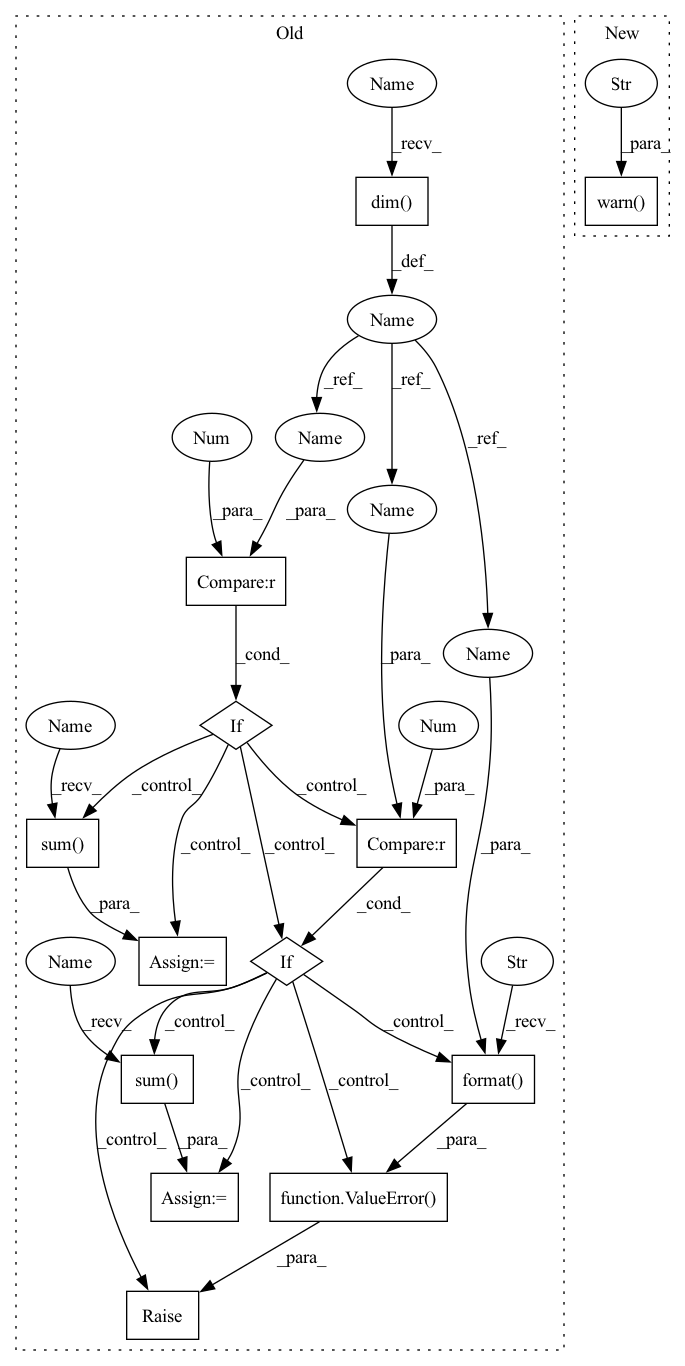 Old
New
Name
Str
_recv_
_para_
dim()
warn()
_def_
Name
_ref_
_ref_
_ref_
Num
Name
Name
_para_
_para_
Compare:r
Name
_cond_
_para_
Name
If
Num
_recv_
_control_
_control_
_para_
sum()
_control_
_control_
Compare:r
_para_
_para_
_cond_
Name
Assign:=
If
Str
_recv_
_control_
_control_
_recv_
sum()
format()
_control_
_para_
_control_
_control_
_para_
Assign:=
function.ValueError()
_para_
Raise